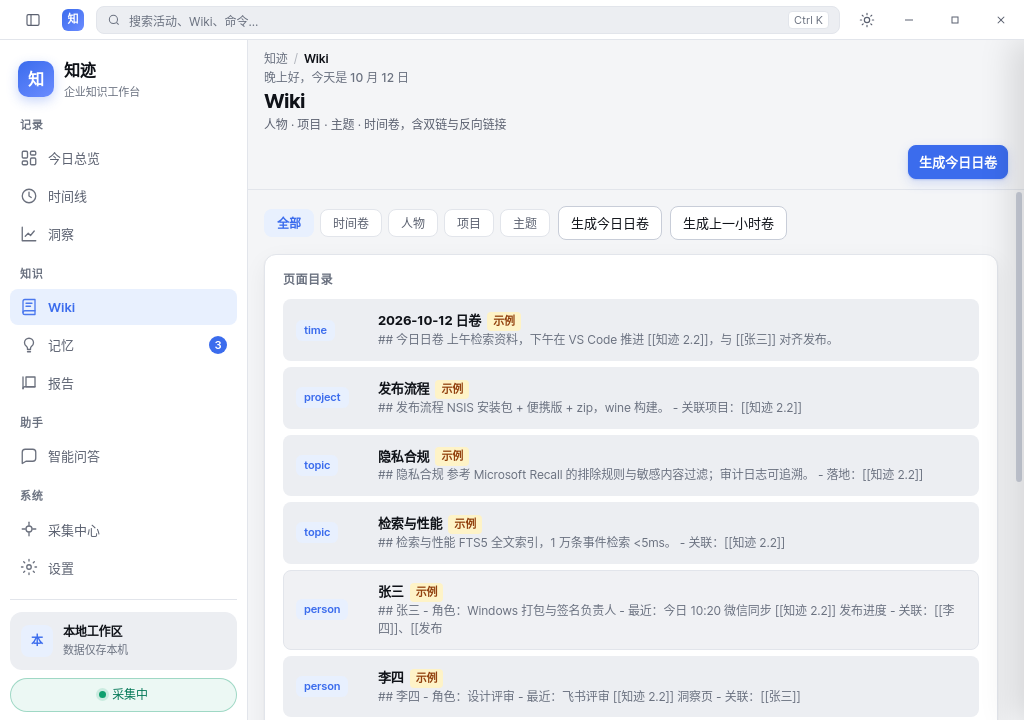 知
搜索活动、Wiki、命令...
Ctrl K
知
知迹
企业知识工作台
记录
今日总览
时间线
洞察
知识
Wiki
记忆
3
报告
助手
智能问答
系统
采集中心
设置
本
本地工作区
数据仅存本机
采集中
知迹 / Wiki
晚上好，今天是 10 月 12 日
Wiki
人物 · 项目 · 主题 · 时间卷，含双链与反向链接
生成今日日卷
全部
时间卷
人物
项目
主题
生成今日日卷
生成上一小时卷
页面目录
time
2026-10-12 日卷 示例
## 今日日卷 上午检索资料，下午在 VS Code 推进 [[知迹 2.2]]，与 [[张三]] 对齐发布。
project
发布流程 示例
## 发布流程 NSIS 安装包 + 便携版 + zip，wine 构建。 - 关联项目：[[知迹 2.2]]
topic
隐私合规 示例
## 隐私合规 参考 Microsoft Recall 的排除规则与敏感内容过滤；审计日志可追溯。 - 落地：[[知迹 2.2]]
topic
检索与性能 示例
## 检索与性能 FTS5 全文索引，1 万条事件检索 <5ms。 - 关联：[[知迹 2.2]]
person
张三 示例
## 张三 - 角色：Windows 打包与签名负责人 - 最近：今日 10:20 微信同步 [[知迹 2.2]] 发布进度 - 关联：[[李
四]]、[[发布
person
李四 示例
## 李四 - 角色：设计评审 - 最近：飞书评审 [[知迹 2.2]] 洞察页 - 关联：[[张三]]